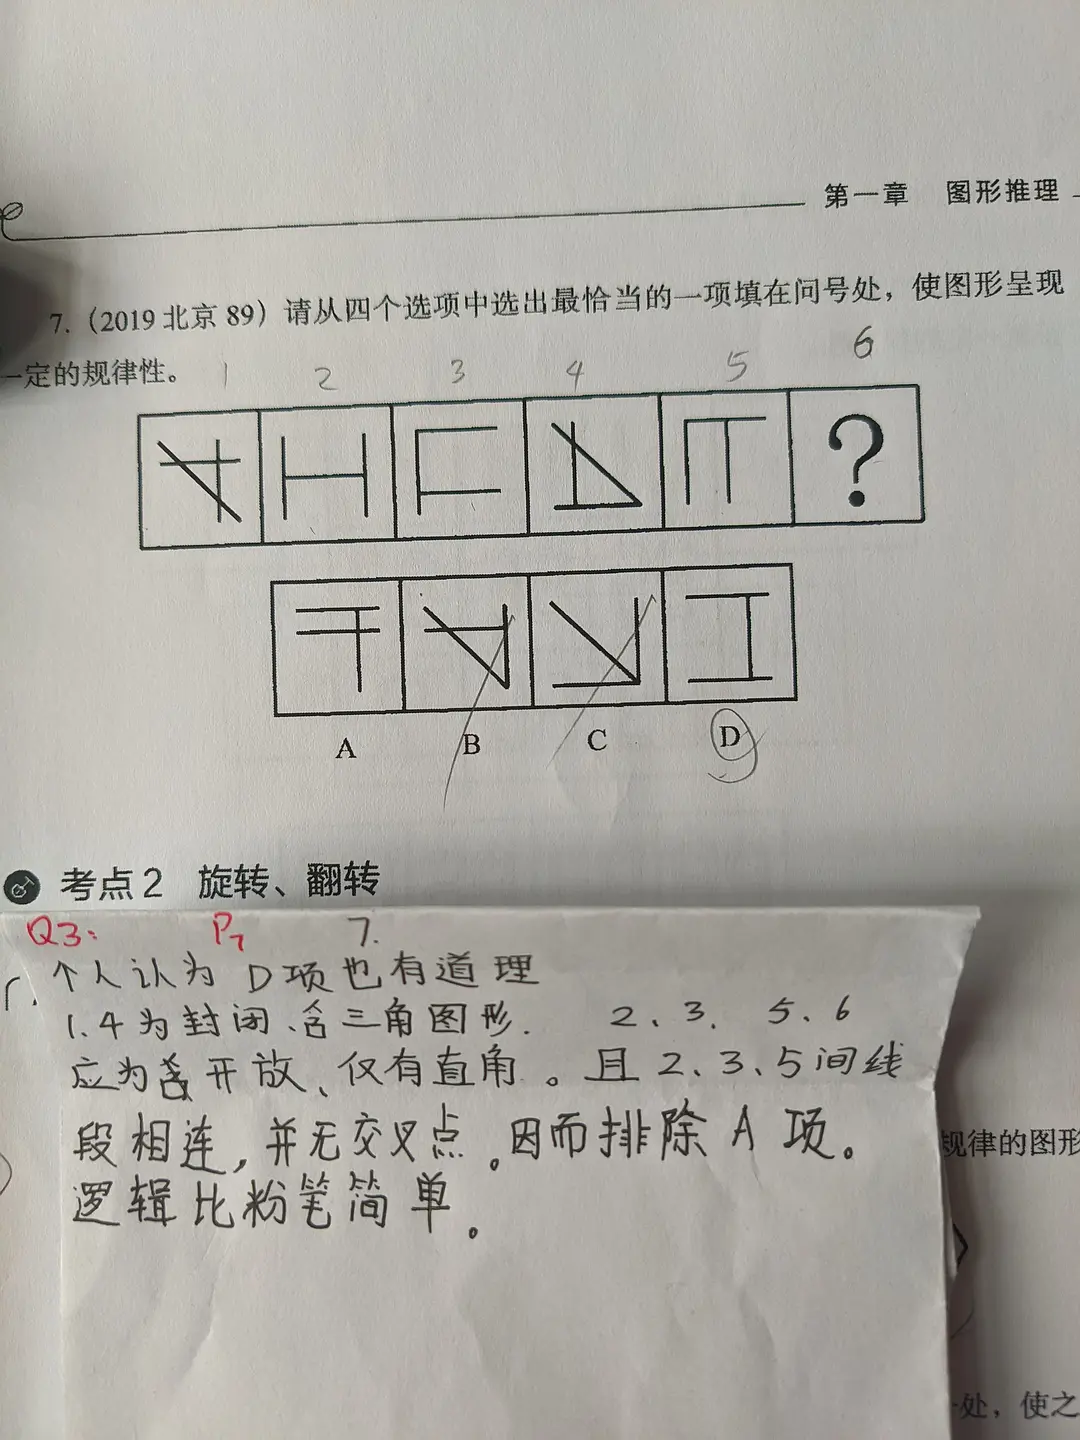 第一章 图形推理
7.（2019 北京 89）请从四个选项中选出最恰当的一项填在问号处，使图形呈现
一定的规律性。
1 2 3 4 5 6
?
A B C D
考点2 旋转、翻转
Q3: P7 7.
个人认为 D项也有道理
1.4为封闭、含三角图形. 2、3. 5、6
应为开放、仅有直角。且2、3、5间线
段相连,并无交叉点。因而排除A项。
规律的图形
逻辑比粉笔简单。
处，使之